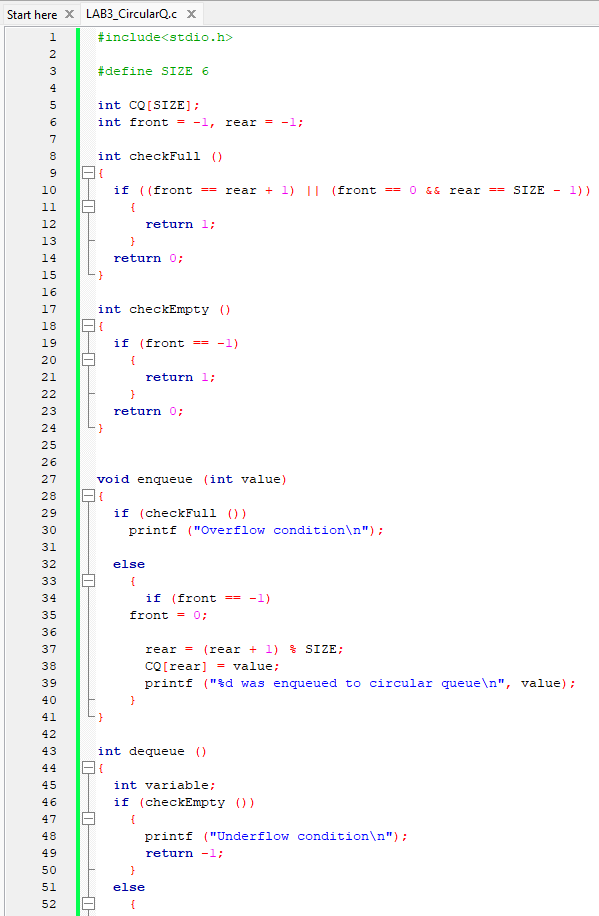 Start here X LAB3_CircularQ.c X
1 #include<stdio.h>
2
3 #define SIZE 6
4
5 int CQ[SIZE];
6 int front = -1, rear = -1;
7
8 int checkFull ()
9 {
10 if ((front == rear + 1) || (front == 0 && rear == SIZE - 1))
11 {
12 return 1;
13 }
14 return 0;
15 }
16
17 int checkEmpty ()
18 {
19 if (front == -1)
20 {
21 return 1;
22 }
23 return 0;
24 }
25
26
27 void enqueue (int value)
28 {
29 if (checkFull ())
30 printf ("Overflow condition\n");
31
32 else
33 {
34 if (front == -1)
35 front = 0;
36
37 rear = (rear + 1) % SIZE;
38 CQ[rear] = value;
39 printf ("%d was enqueued to circular queue\n", value);
40 }
41 }
42
43 int dequeue ()
44 {
45 int variable;
46 if (checkEmpty ())
47 {
48 printf ("Underflow condition\n");
49 return -1;
50 }
51 else
52 {